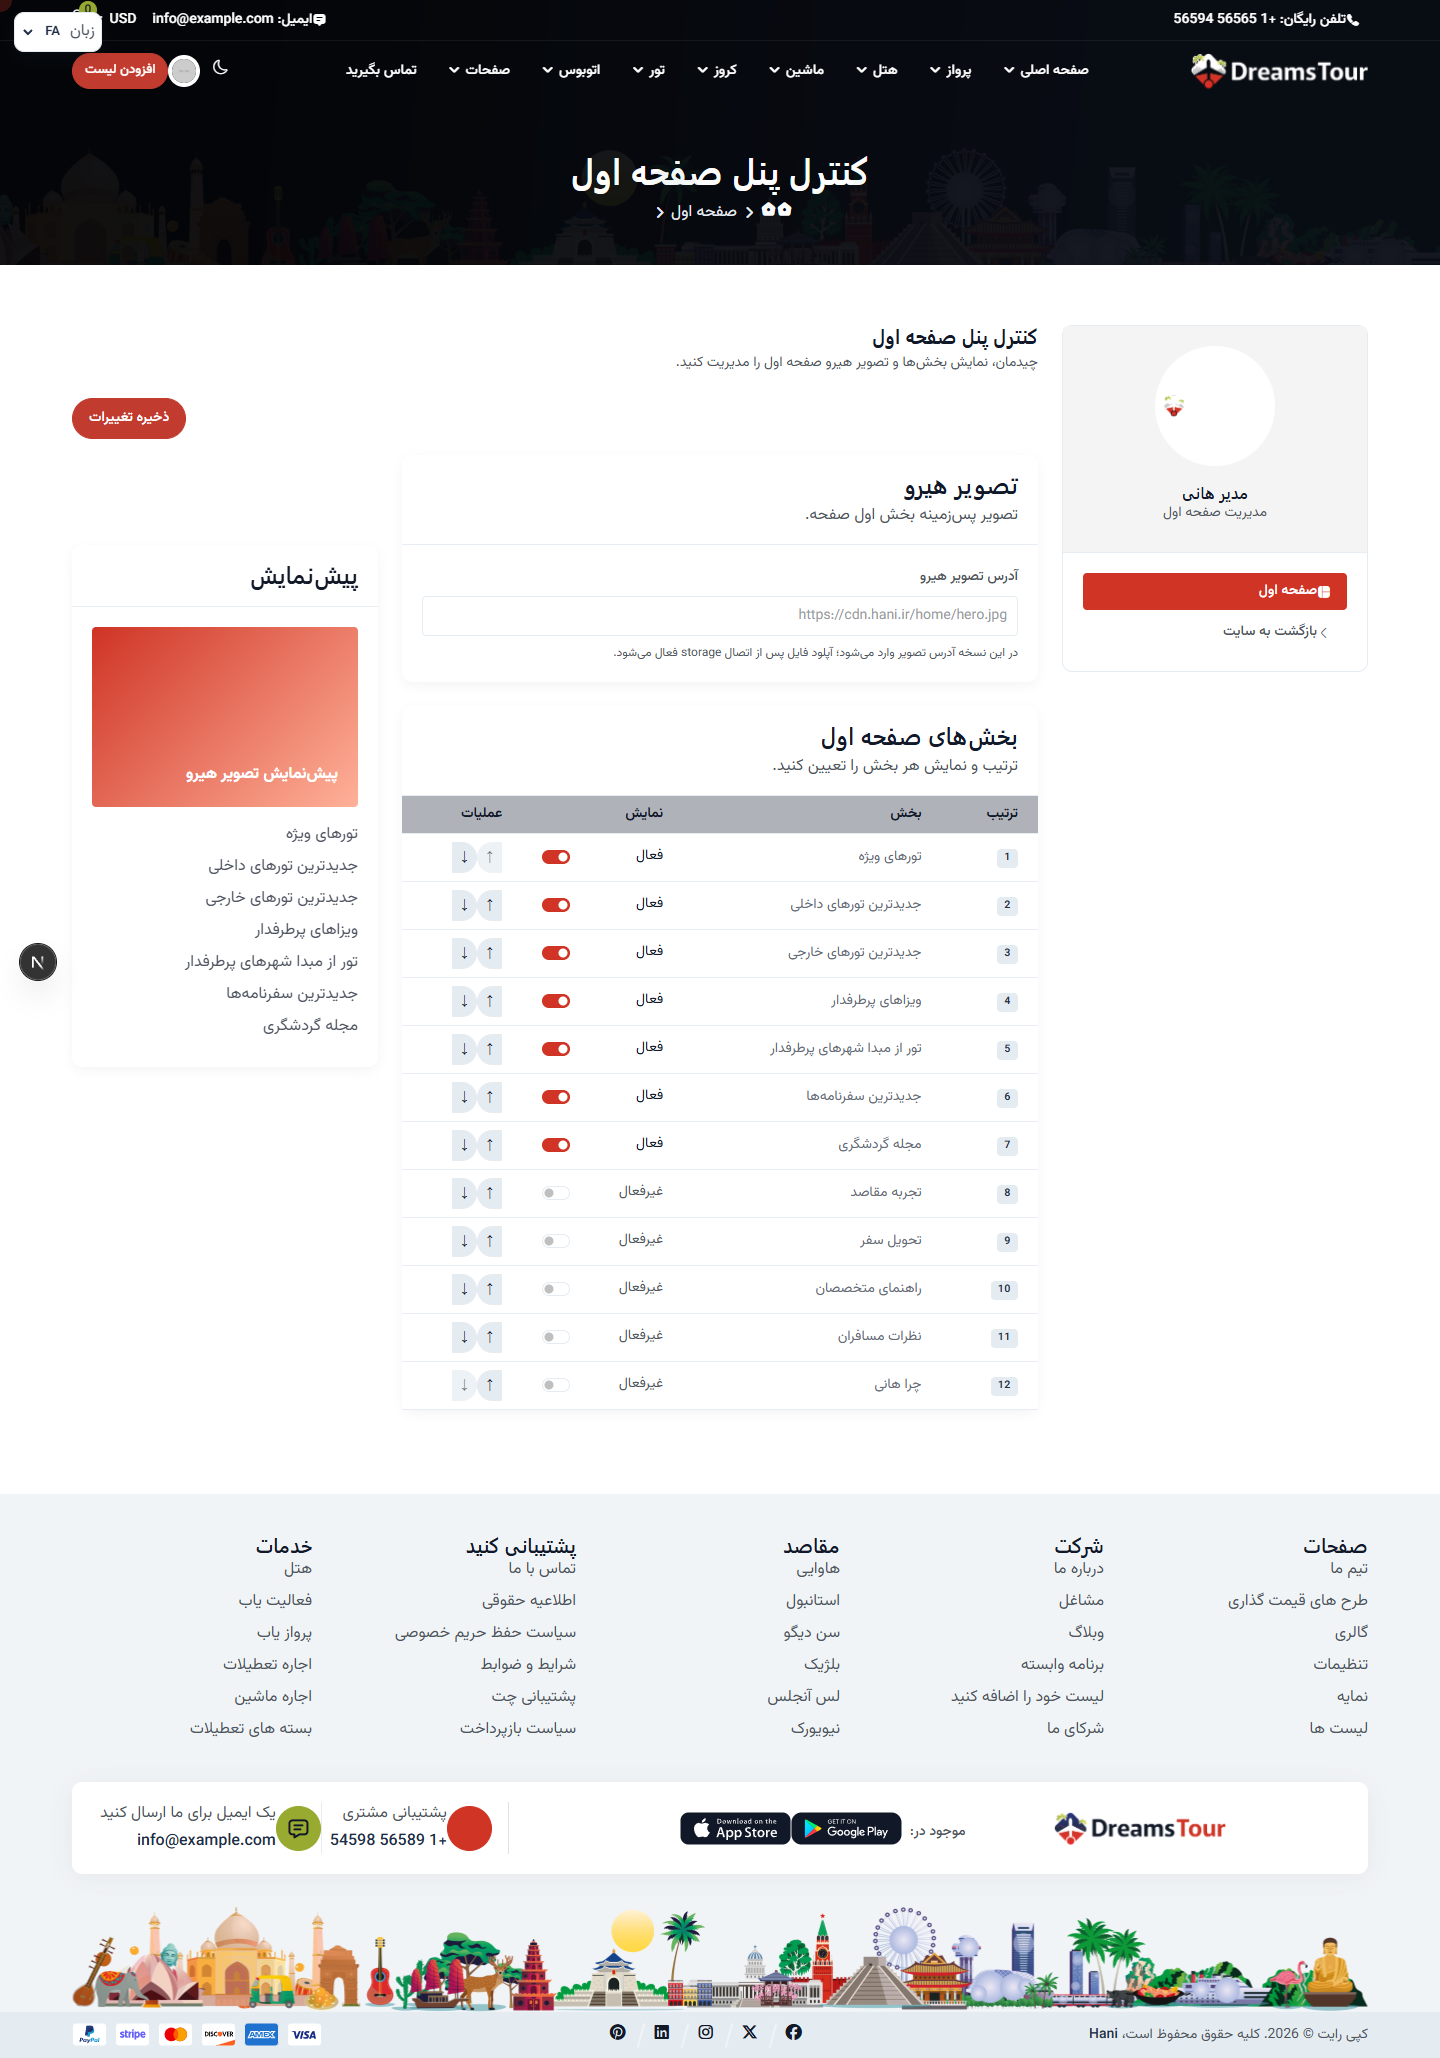 تلفن رایگان: +1 56565 56594
ایمیل: info@example.com
USD
زبان FA
0
DreamsTour
صفحه اصلی
پرواز
هتل
ماشین
کروز
تور
اتوبوس
صفحات
تماس بگیرید
افزودن لیست
کنترل پنل صفحه اول
صفحه اول
مدیر هانی
مدیریت صفحه اول
صفحه اول
بازگشت به سایت
کنترل پنل صفحه اول
چیدمان، نمایش بخش‌ها و تصویر هیرو صفحه اول را مدیریت کنید.
ذخیره تغییرات
تصویر هیرو
تصویر پس‌زمینه بخش اول صفحه.
آدرس تصویر هیرو
https://cdn.hani.ir/home/hero.jpg
در این نسخه آدرس تصویر وارد می‌شود؛ آپلود فایل پس از اتصال storage فعال می‌شود.
بخش‌های صفحه اول
ترتیب و نمایش هر بخش را تعیین کنید.
ترتیب بخش نمایش عملیات
1 تورهای ویژه فعال ↑ ↓
2 جدیدترین تورهای داخلی فعال ↑ ↓
3 جدیدترین تورهای خارجی فعال ↑ ↓
4 ویزاهای پرطرفدار فعال ↑ ↓
5 تور از مبدا شهرهای پرطرفدار فعال ↑ ↓
6 جدیدترین سفرنامه‌ها فعال ↑ ↓
7 مجله گردشگری فعال ↑ ↓
8 تجربه مقاصد غیرفعال ↑ ↓
9 تحویل سفر غیرفعال ↑ ↓
10 راهنمای متخصصان غیرفعال ↑ ↓
11 نظرات مسافران غیرفعال ↑ ↓
12 چرا هانی غیرفعال ↑ ↓
پیش‌نمایش
پیش‌نمایش تصویر هیرو
تورهای ویژه
جدیدترین تورهای داخلی
جدیدترین تورهای خارجی
ویزاهای پرطرفدار
تور از مبدا شهرهای پرطرفدار
جدیدترین سفرنامه‌ها
مجله گردشگری
N
صفحات
تیم ما
طرح های قیمت گذاری
گالری
تنظیمات
نمایه
لیست ها
شرکت
درباره ما
مشاغل
وبلاگ
برنامه وابسته
لیست خود را اضافه کنید
شرکای ما
مقاصد
هاوایی
استانبول
سن دیگو
بلژیک
لس آنجلس
نیویورک
پشتیبانی کنید
تماس با ما
اطلاعیه حقوقی
سیاست حفظ حریم خصوصی
شرایط و ضوابط
پشتیبانی چت
سیاست بازپرداخت
خدمات
هتل
فعالیت یاب
پرواز یاب
اجاره تعطیلات
اجاره ماشین
بسته های تعطیلات
DreamsTour
موجود در:
GET IT ON
Google Play
Download on the
App Store
پشتیبانی مشتری
+1 56589 54598
یک ایمیل برای ما ارسال کنید
info@example.com
کپی رایت © 2026. کلیه حقوق محفوظ است، Hani
VISA
AMEX
DISCOVER
stripe
PayPal